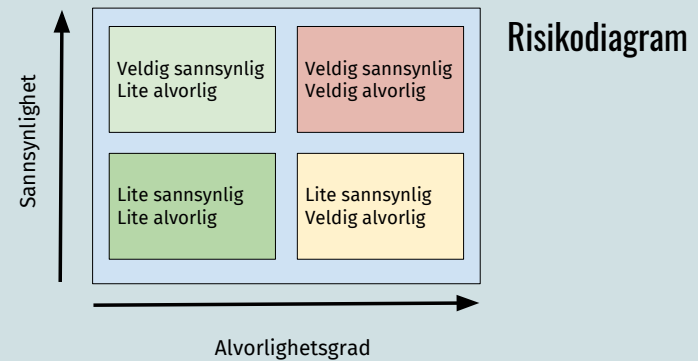 Risikodiagram
Sannsynlighet
Veldig sannsynlig
Lite alvorlig
Veldig sannsynlig
Veldig alvorlig
Lite sannsynlig
Lite alvorlig
Lite sannsynlig
Veldig alvorlig
Alvorlighetsgrad